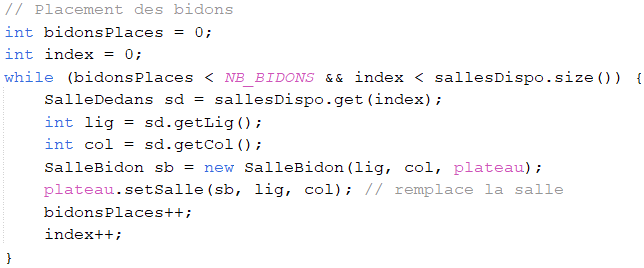 // Placement des bidons
int bidonsPlaces = 0;
int index = 0;
while (bidonsPlaces < NB_BIDONS && index < sallesDispo.size()) {
    SalleDedans sd = sallesDispo.get(index);
    int lig = sd.getLig();
    int col = sd.getCol();
    SalleBidon sb = new SalleBidon(lig, col, plateau);
    plateau.setSalle(sb, lig, col); // remplace la salle
    bidonsPlaces++;
    index++;
}